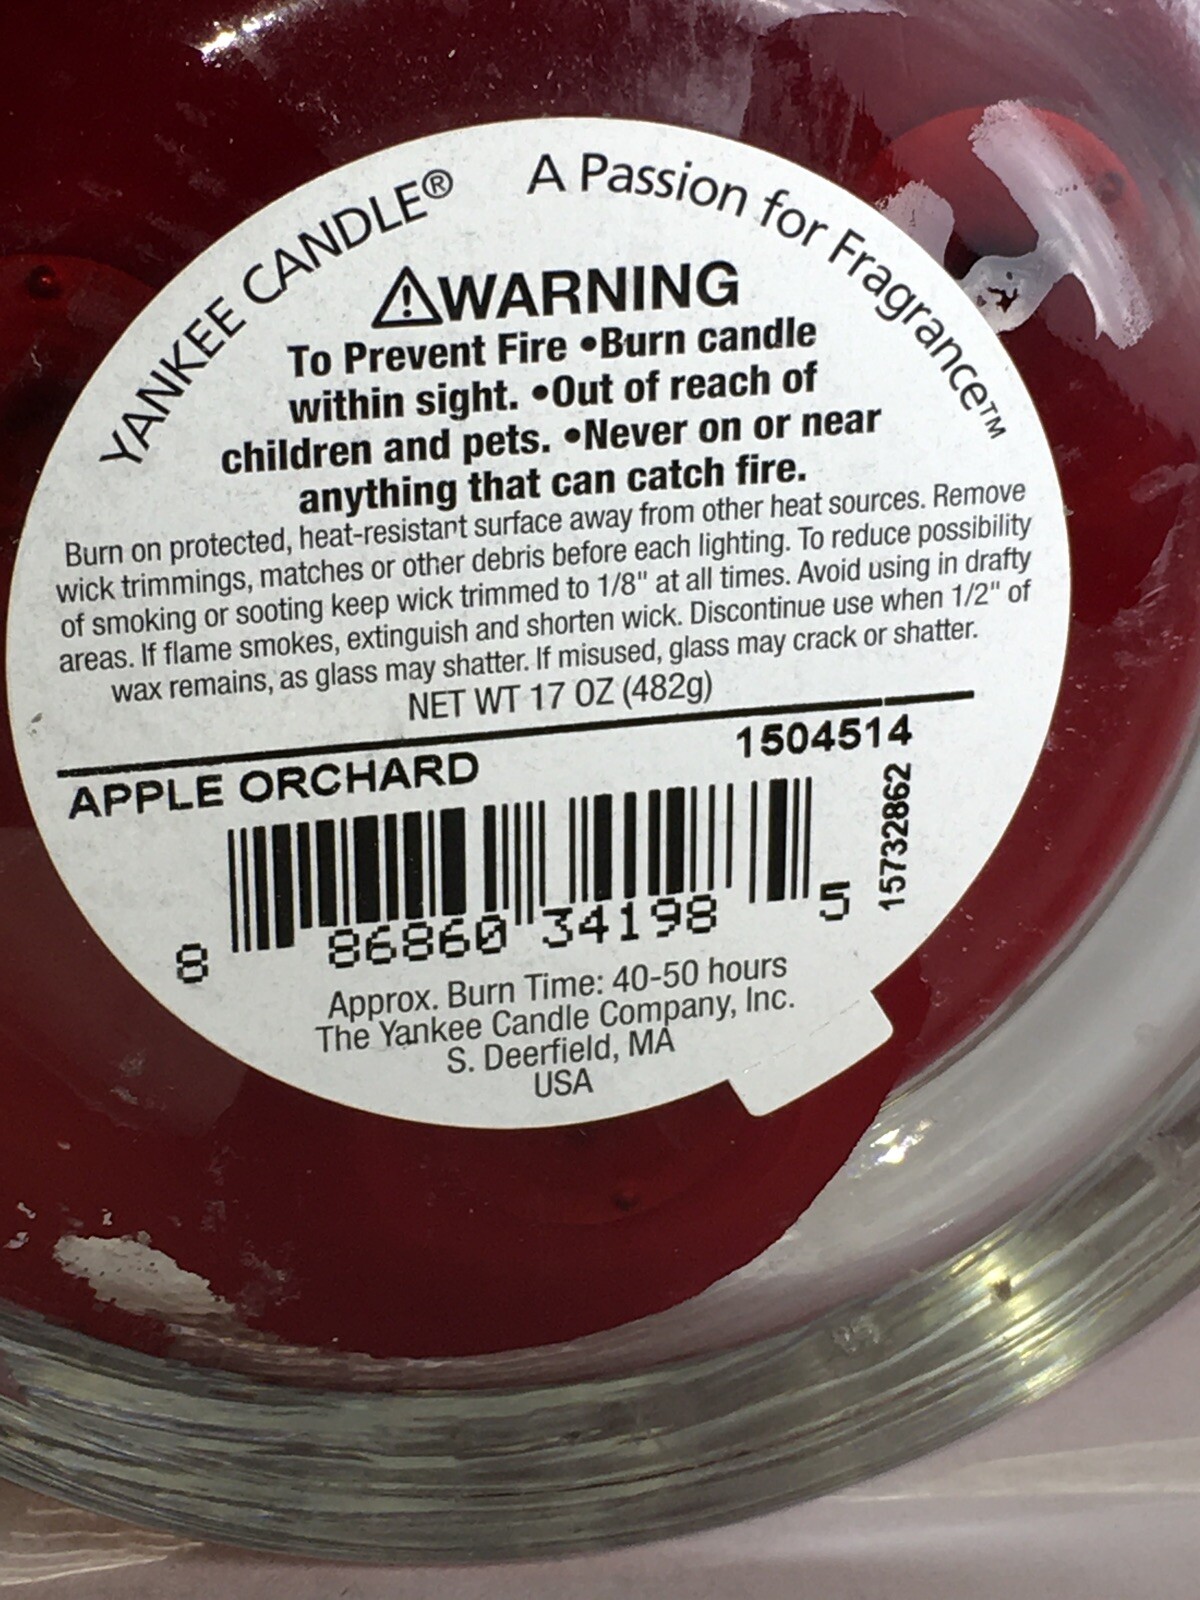 YANKEE CANDLE® A Passion for Fragrance™
⚠WARNING
To Prevent Fire •Burn candle
within sight. •Out of reach of
children and pets. •Never on or near
anything that can catch fire.
Burn on protected, heat-resistant surface away from other heat sources. Remove
wick trimmings, matches or other debris before each lighting. To reduce possibility
of smoking or sooting keep wick trimmed to 1/8" at all times. Avoid using in drafty
areas. If flame smokes, extinguish and shorten wick. Discontinue use when 1/2" of
wax remains, as glass may shatter. If misused, glass may crack or shatter.
NET WT 17 OZ (482g)
APPLE ORCHARD 1504514
15732862
8 86860 34198 5
Approx. Burn Time: 40-50 hours
The Yankee Candle Company, Inc.
S. Deerfield, MA
USA